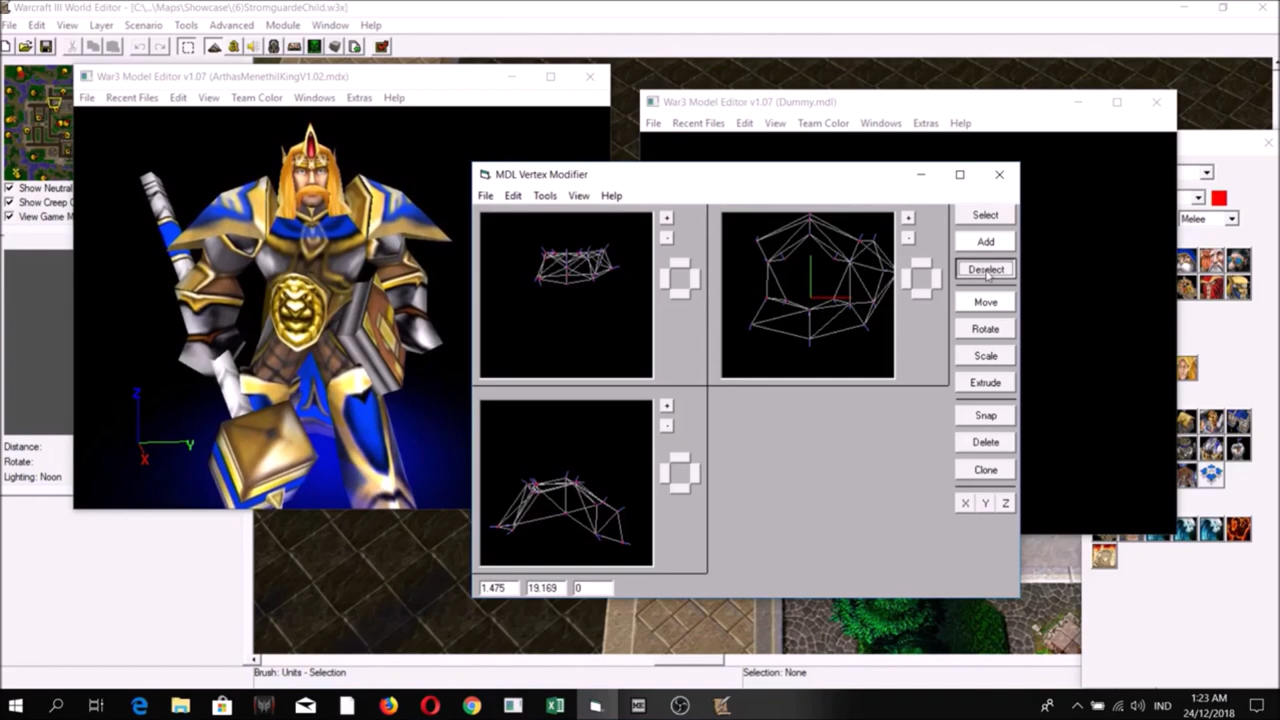 Warcraft III World Editor - [C:\...\Maps\Showcase\(6)StromguardeChild.w3x]
File Edit View Layer Scenario Tools Advanced Module Window Help
War3 Model Editor v1.07 (ArthasMenethilKingV1.02.mdx)
File Recent Files Edit View Team Color Windows Extras Help
War3 Model Editor v1.07 (Dummy.mdl)
File Recent Files Edit View Team Color Windows Extras Help
MDL Vertex Modifier
File Edit Tools View Help
Show Neutral
Show Creep C
View Game M
Melee
Select
Add
Deselect
Move
Rotate
Scale
Extrude
Snap
Delete
Clone
X Y Z
+
-
+
-
+
-
Z
Y
X
1.475 19.169 0
Distance:
Rotate:
Lighting: Noon
Brush: Units - Selection
Selection: None
ME
IND
1:23 AM
24/12/2018